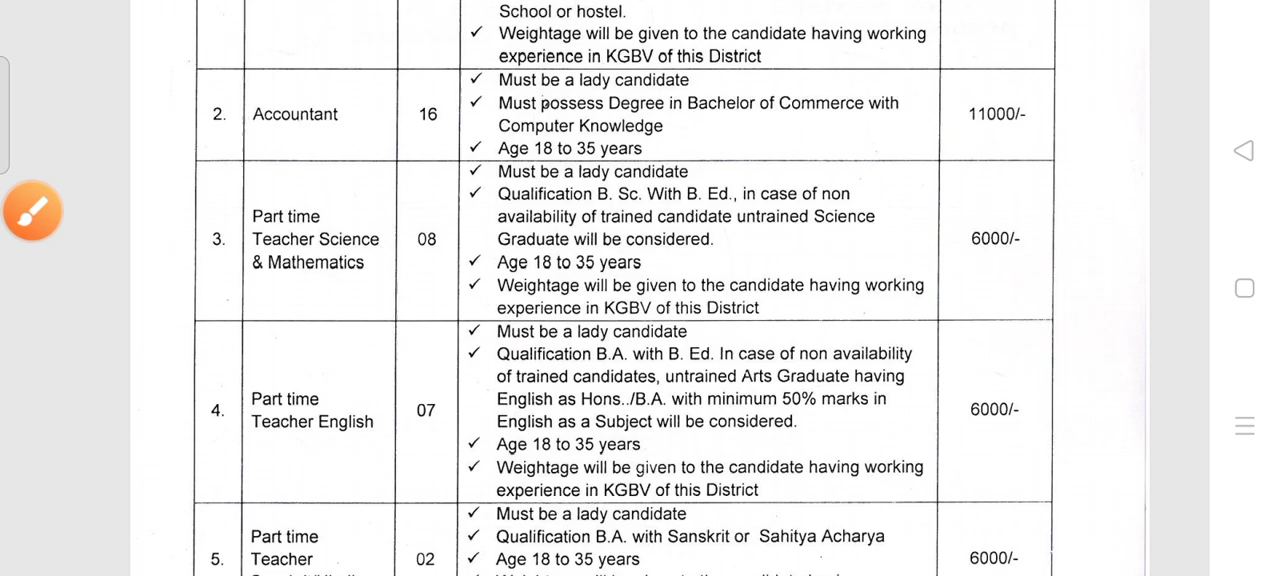 School or hostel.
✓ Weightage will be given to the candidate having working
experience in KGBV of this District
2. Accountant 16
✓ Must be a lady candidate
✓ Must possess Degree in Bachelor of Commerce with
Computer Knowledge
✓ Age 18 to 35 years
11000/-
3. Part time
Teacher Science
& Mathematics
08
✓ Must be a lady candidate
✓ Qualification B. Sc. With B. Ed., in case of non
availability of trained candidate untrained Science
Graduate will be considered.
✓ Age 18 to 35 years
✓ Weightage will be given to the candidate having working
experience in KGBV of this District
6000/-
4. Part time
Teacher English
07
✓ Must be a lady candidate
✓ Qualification B.A. with B. Ed. In case of non availability
of trained candidates, untrained Arts Graduate having
English as Hons../B.A. with minimum 50% marks in
English as a Subject will be considered.
✓ Age 18 to 35 years
✓ Weightage will be given to the candidate having working
experience in KGBV of this District
6000/-
5. Part time
Teacher
02
✓ Must be a lady candidate
✓ Qualification B.A. with Sanskrit or Sahitya Acharya
✓ Age 18 to 35 years
6000/-